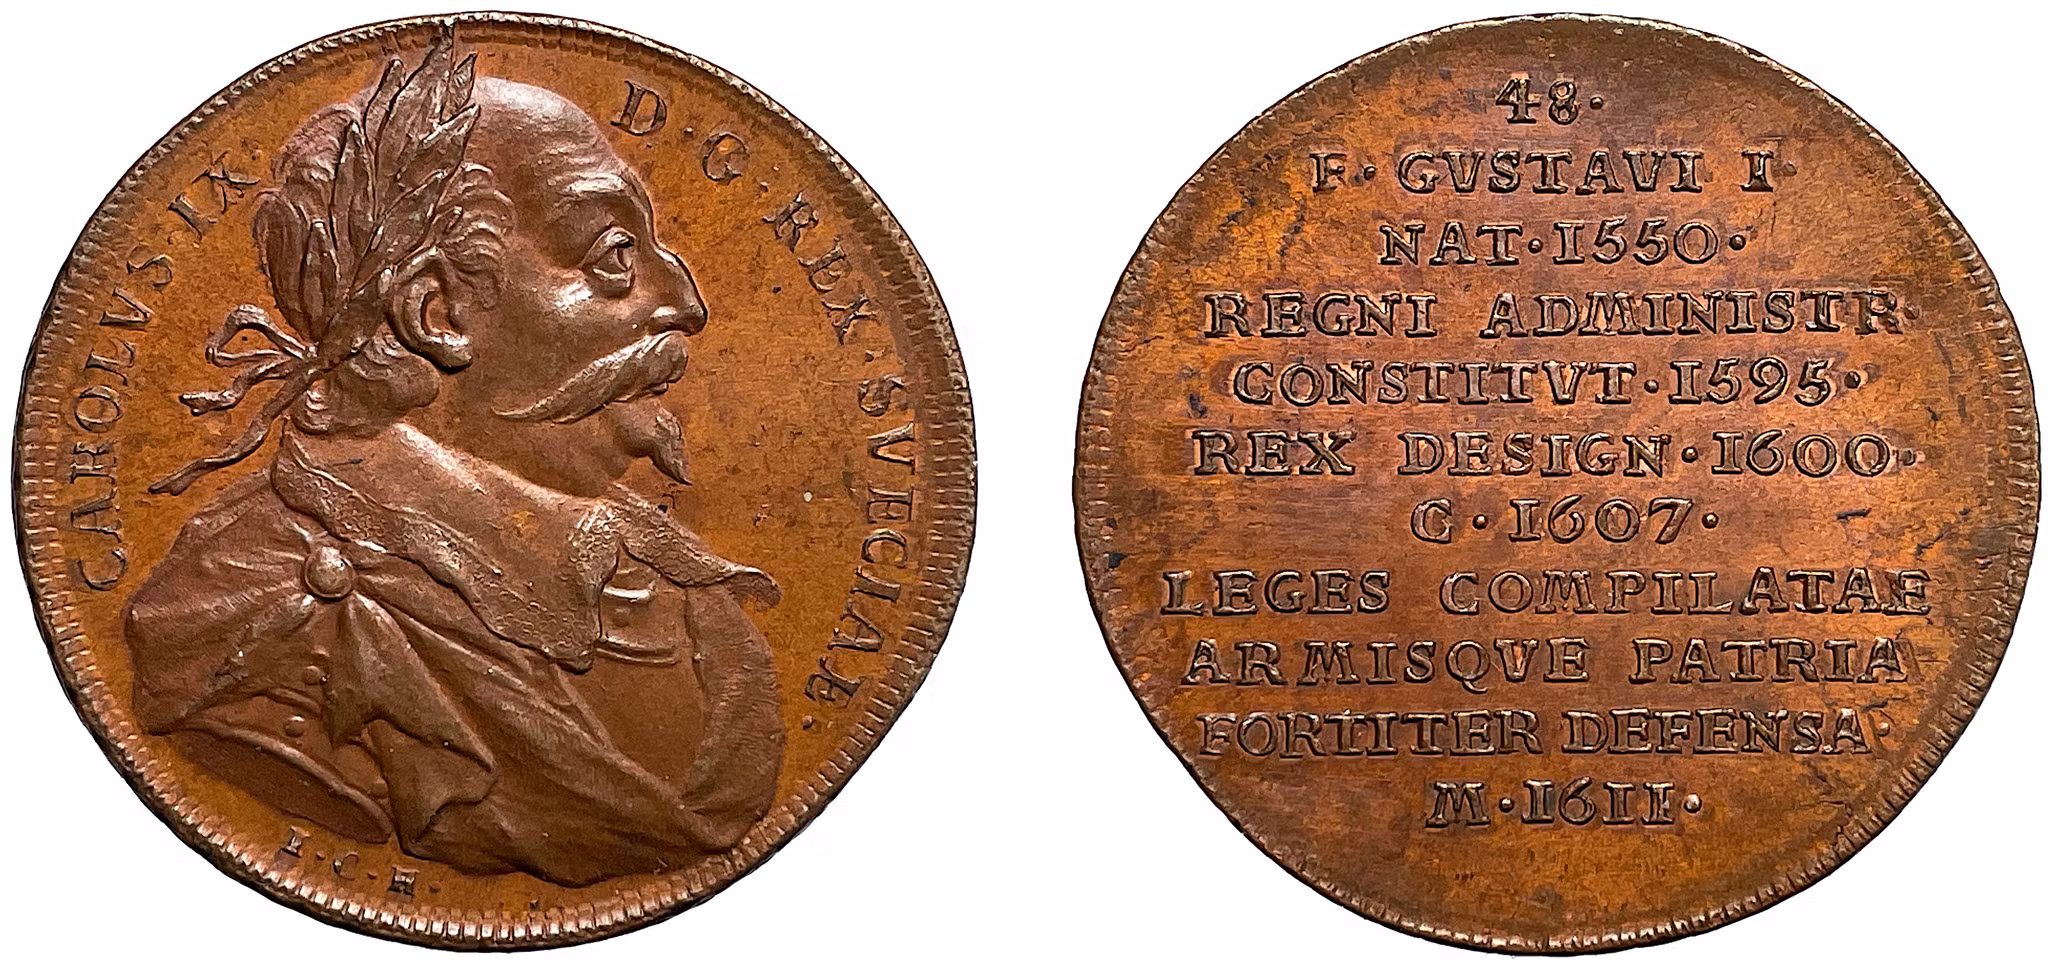 CAROLVS·IX· D·G·REX·SVECIAE·
I·C·H·
48·
F· GVSTAVI I·
NAT·1550·
REGNI ADMINISTR·
CONSTITVT·1595·
REX DESIGN·1600·
C·1607·
LEGES COMPILATAE
ARMISQVE PATRIA
FORTITER DEFENSA·
M·1611·